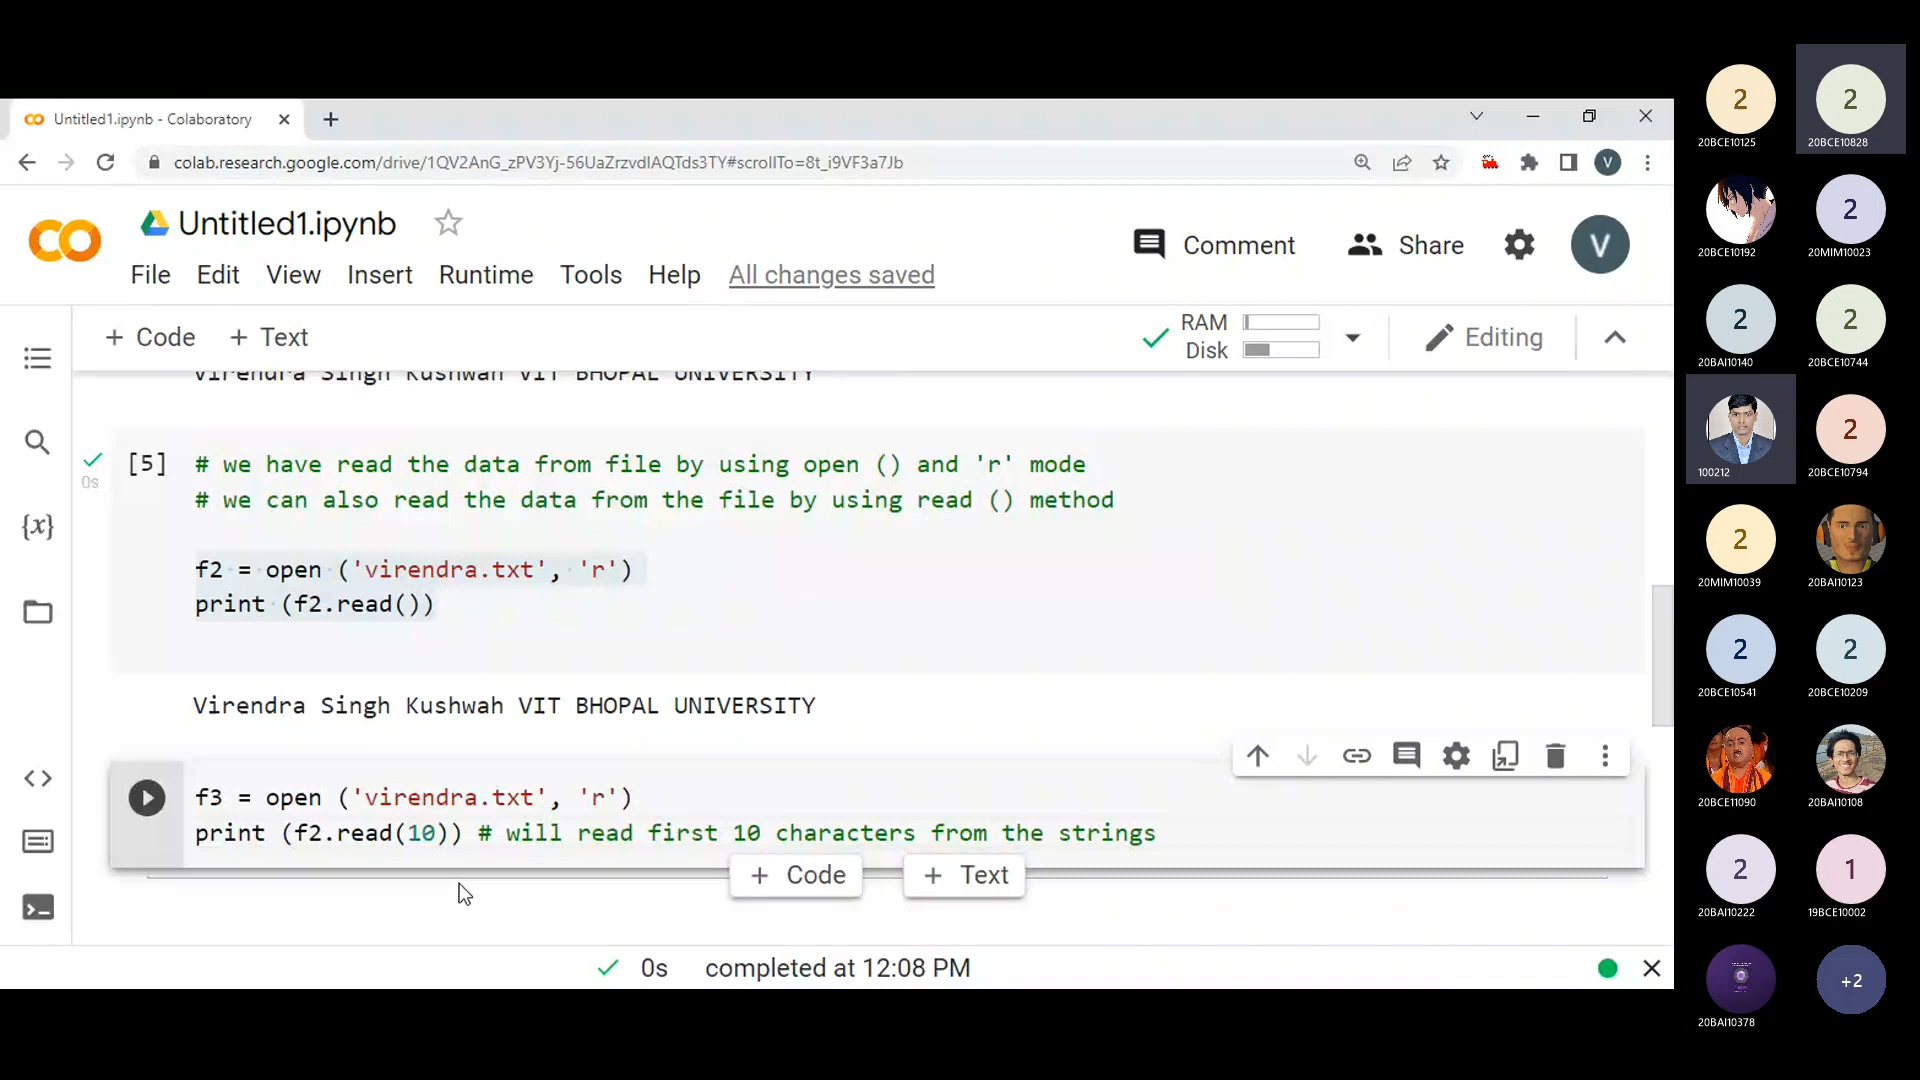 Untitled1.ipynb - Colaboratory
colab.research.google.com/drive/1QV2AnG_zPV3Yj-56UaZrzvdIAQTds3TY#scrollTo=8t_i9VF3a7Jb
V
Untitled1.ipynb
Comment
Share
V
File Edit View Insert Runtime Tools Help All changes saved
+ Code + Text
RAM
Disk
Editing
Virendra Singh Kushwah VIT BHOPAL UNIVERSITY
[5] # we have read the data from file by using open () and 'r' mode
0s
# we can also read the data from the file by using read () method
f2 = open ('virendra.txt', 'r')
print (f2.read())
Virendra Singh Kushwah VIT BHOPAL UNIVERSITY
f3 = open ('virendra.txt', 'r')
print (f2.read(10)) # will read first 10 characters from the strings
+ Code + Text
0s completed at 12:08 PM
2 2
20BCE10125 20BCE10828
2
20BCE10192 20MIM10023
2 2
20BAI10140 20BCE10744
2
100212 20BCE10794
2
20MIM10039 20BAI10123
2 2
20BCE10541 20BCE10209
20BCE11090 20BAI10108
2 1
20BAI10222 19BCE10002
+2
20BAI10378